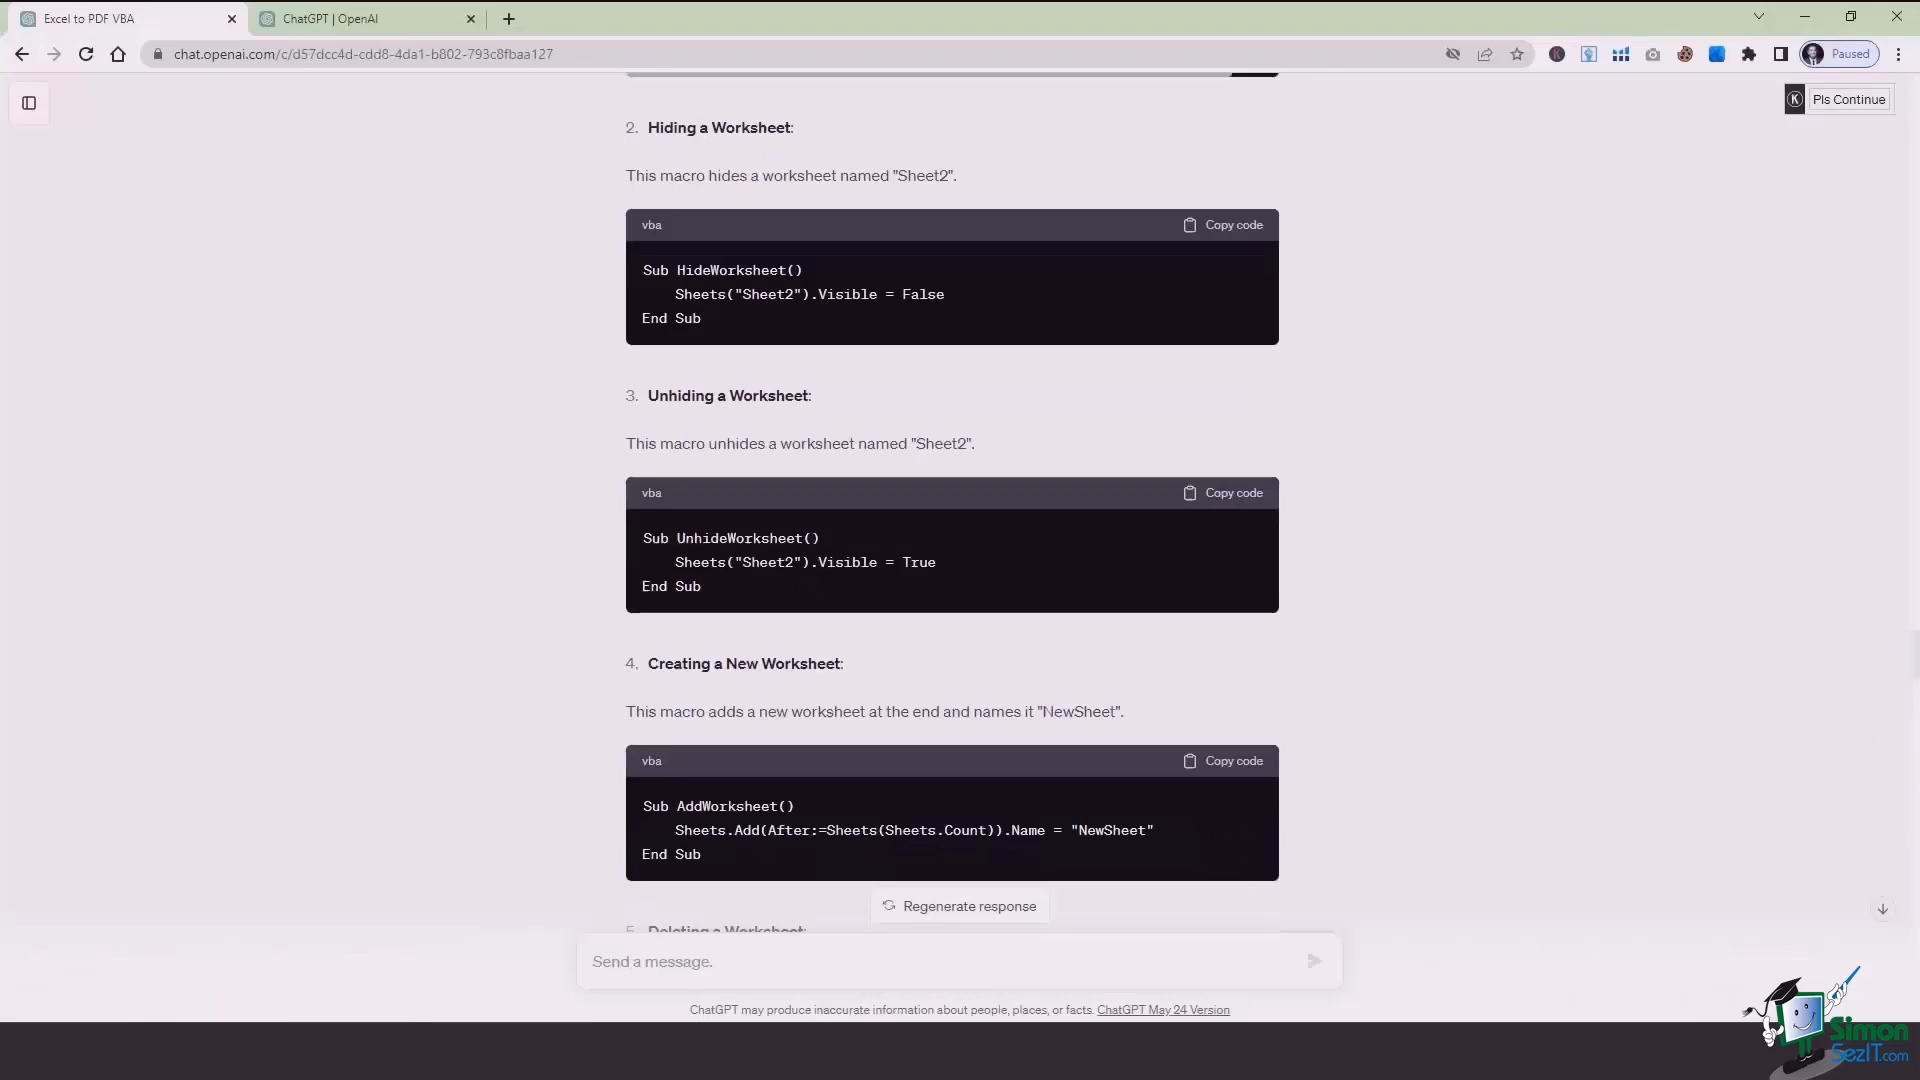 Excel to PDF VBA
ChatGPT | OpenAI
chat.openai.com/c/d57dcc4d-cdd8-4da1-b802-793c8fbaa127
Paused
K Pls Continue
2. Hiding a Worksheet:
This macro hides a worksheet named "Sheet2".
vba
Copy code
Sub HideWorksheet()
Sheets("Sheet2").Visible = False
End Sub
3. Unhiding a Worksheet:
This macro unhides a worksheet named "Sheet2".
vba
Copy code
Sub UnhideWorksheet()
Sheets("Sheet2").Visible = True
End Sub
4. Creating a New Worksheet:
This macro adds a new worksheet at the end and names it "NewSheet".
vba
Copy code
Sub AddWorksheet()
Sheets.Add(After:=Sheets(Sheets.Count)).Name = "NewSheet"
End Sub
Regenerate response
5. Deleting a Worksheet:
Send a message.
ChatGPT may produce inaccurate information about people, places, or facts. ChatGPT May 24 Version
Simon
SezIT.com